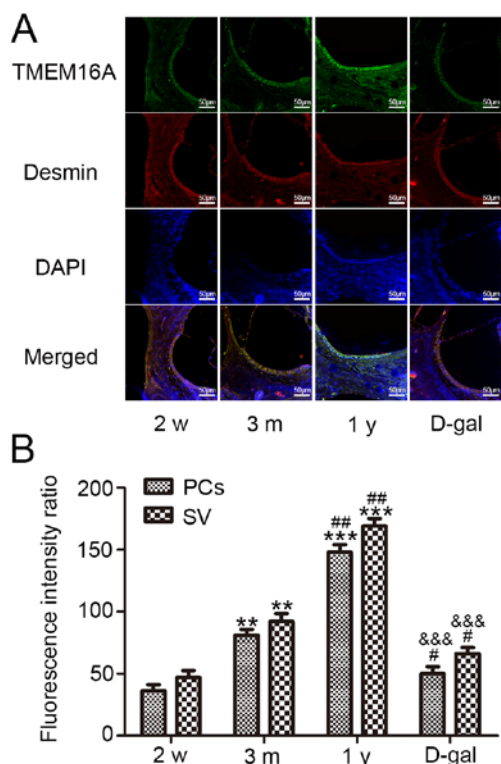 A
TMEM16A
50μm 50μm 50μm 50μm
Desmin
50μm 50μm 50μm 50μm
DAPI
50μm 50μm 50μm 50μm
Merged
50μm 50μm 50μm 50μm
2 w 3 m 1 y D-gal
B
Fluorescence intensity ratio
200
150
100
50
0
PCs
SV
** **
## ***
## ***
&&& #
&&& #
2 w 3 m 1 y D-gal